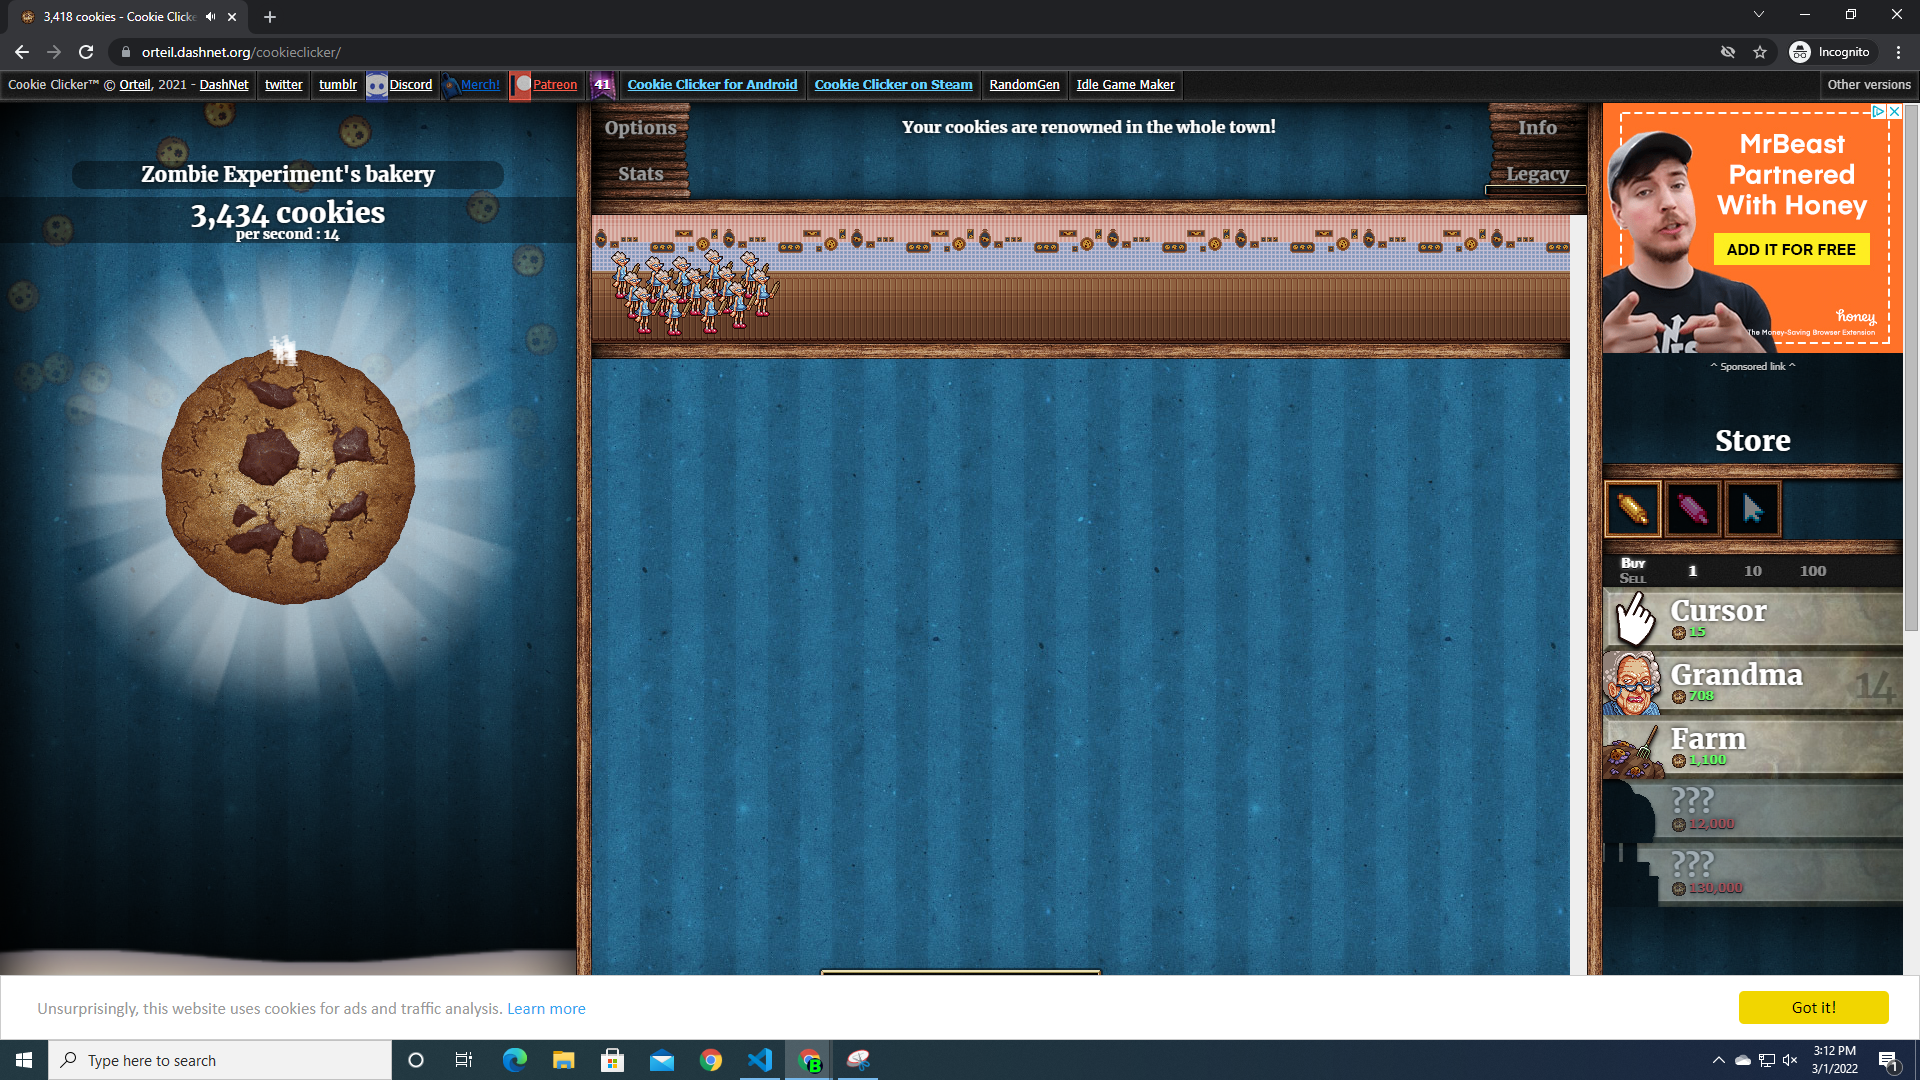 3,418 cookies - Cookie Clicke
orteil.dashnet.org/cookieclicker/
Incognito
Cookie Clicker™ © Orteil, 2021 - DashNet
twitter
tumblr
Discord
Merch!
Patreon
41
Cookie Clicker for Android
Cookie Clicker on Steam
RandomGen
Idle Game Maker
Other versions
Zombie Experiment's bakery
3,434 cookies
per second : 14
Options
Stats
Your cookies are renowned in the whole town!
Info
Legacy
MrBeast
Partnered
With Honey
ADD IT FOR FREE
honey
The Money-Saving Browser Extension
^ Sponsored link ^
Store
Buy
Sell
1
10
100
Cursor
15
Grandma
708
14
Farm
1,100
???
12,000
???
130,000
Unsurprisingly, this website uses cookies for ads and traffic analysis. Learn more
Got it!
Type here to search
3:12 PM
3/1/2022
1